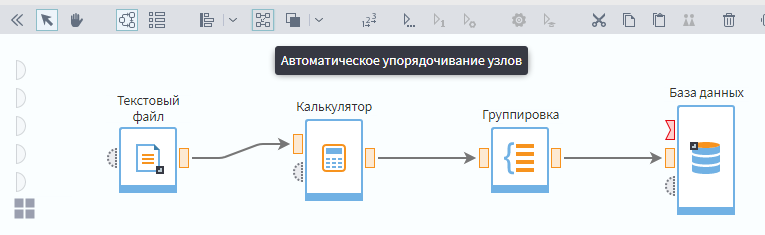 Автоматическое упорядочивание узлов
Текстовый
файл
Калькулятор
Группировка
База данных